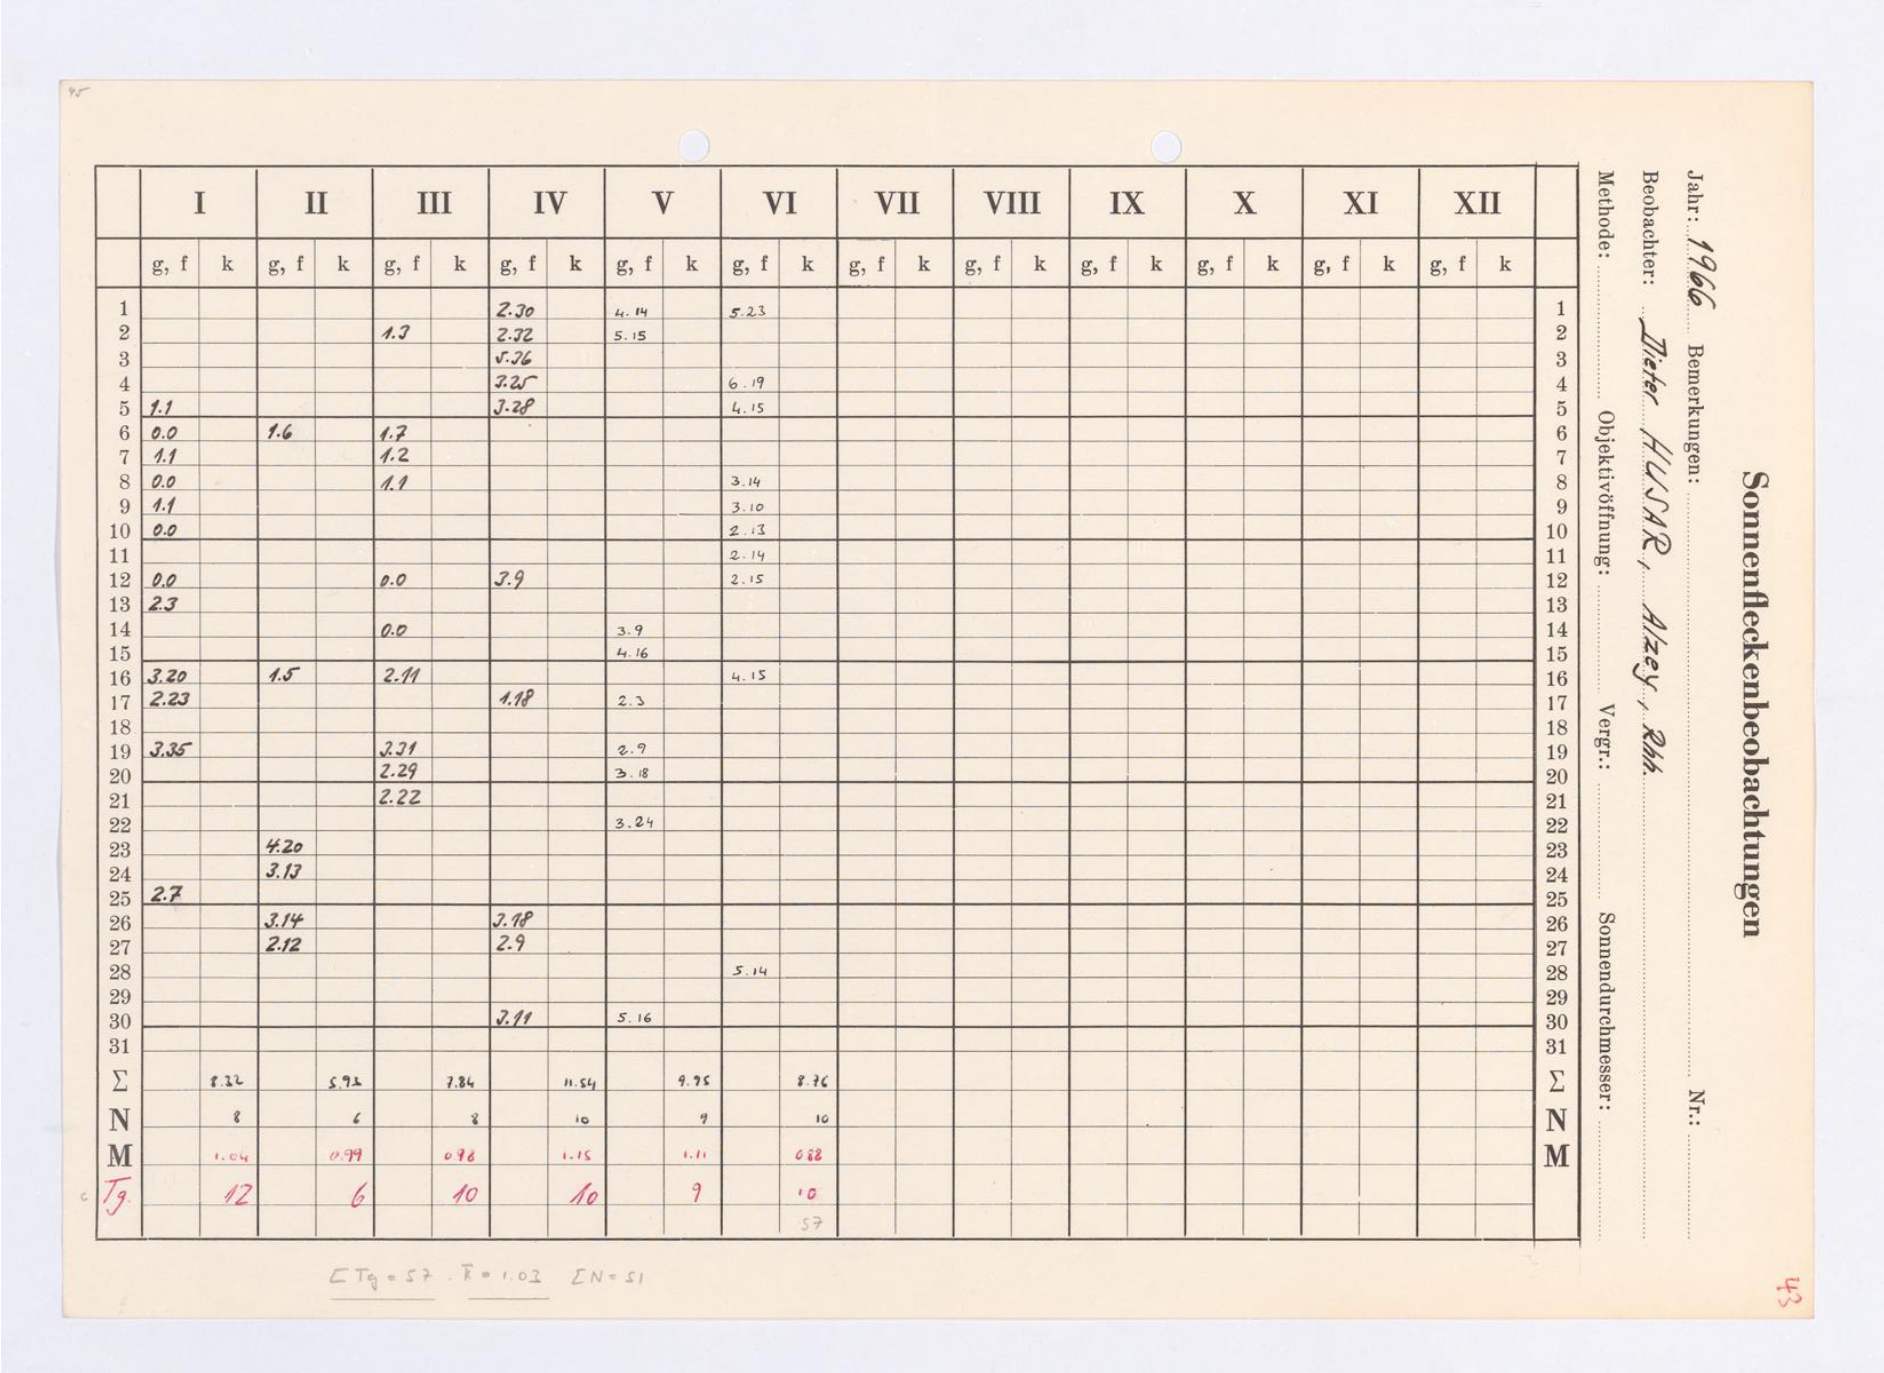 45
I II III IV V VI VII VIII IX X XI XII
g, f k g, f k g, f k g, f k g, f k g, f k g, f k g, f k g, f k g, f k g, f k g, f k
1 2.30 4.14 5.23 1
2 1.3 2.32 5.15 2
3 5.36 3
4 3.25 6.19 4
5 1.1 3.28 4.15 5
6 0.0 1.6 1.7 6
7 1.1 1.2 7
8 0.0 1.1 3.14 8
9 1.1 3.10 9
10 0.0 2.13 10
11 2.14 11
12 0.0 0.0 3.9 2.15 12
13 2.3 13
14 0.0 3.9 14
15 4.16 15
16 3.20 1.5 2.11 4.15 16
17 2.23 1.18 2.3 17
18 18
19 3.35 3.31 2.9 19
20 2.29 3.18 20
21 2.22 21
22 3.24 22
23 4.20 23
24 3.13 24
25 2.7 25
26 3.14 3.18 26
27 2.12 2.9 27
28 5.14 28
29 29
30 3.11 5.16 30
31 31
Σ 8.32 5.93 7.84 11.54 9.95 8.76 Σ
N 8 6 8 10 9 10 N
M 1.04 0.99 0.98 1.15 1.11 0.88 M
Tg. 12 6 10 10 9 10
57
Σ Tg = 57 . k̄ = 1.03 ΣN = 51
Sonnenfleckenbeobachtungen
Jahr: 1966 Bemerkungen: Nr.:
Beobachter: Dieter HUSAR, Alzey, Rhh.
Methode: Objektivöffnung: Vergr.: Sonnendurchmesser:
43